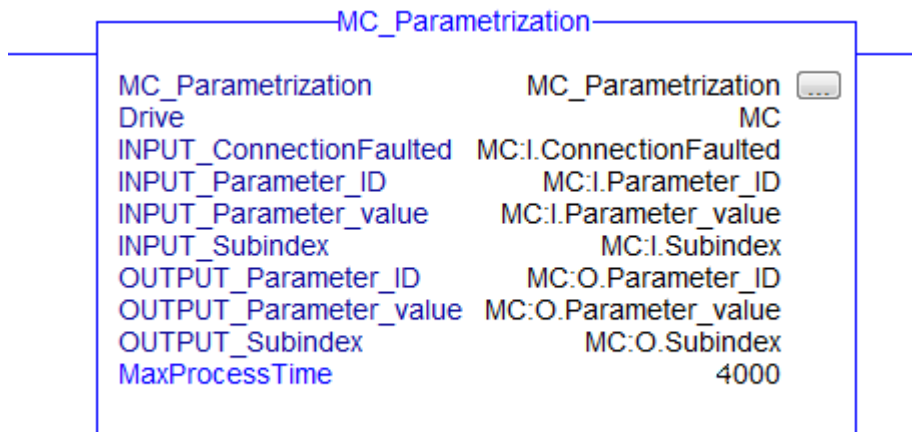 MC_Parametrization
MC_Parametrization MC_Parametrization ...
Drive MC
INPUT_ConnectionFaulted MC:I.ConnectionFaulted
INPUT_Parameter_ID MC:I.Parameter_ID
INPUT_Parameter_value MC:I.Parameter_value
INPUT_Subindex MC:I.Subindex
OUTPUT_Parameter_ID MC:O.Parameter_ID
OUTPUT_Parameter_value MC:O.Parameter_value
OUTPUT_Subindex MC:O.Subindex
MaxProcessTime 4000